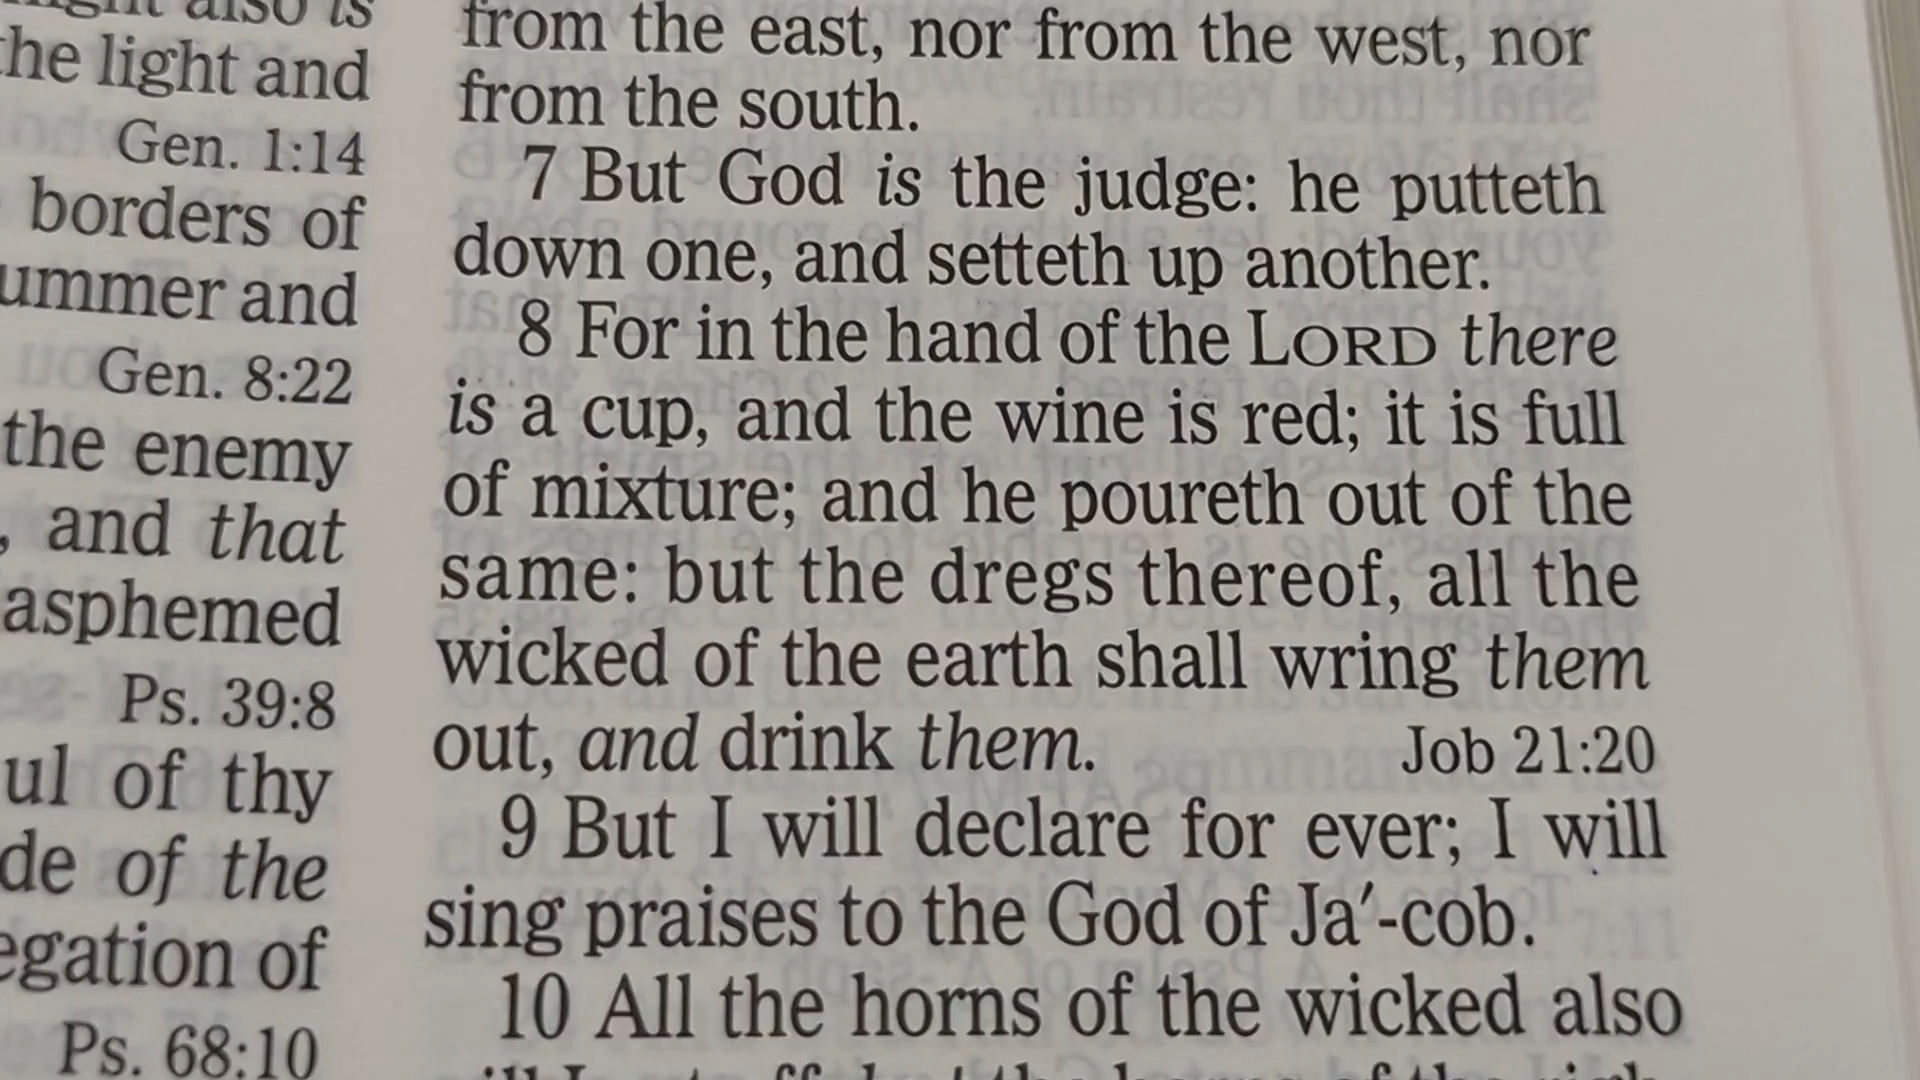 also is
the light and
Gen. 1:14
borders of
ummer and
Gen. 8:22
the enemy
, and that
asphemed
Ps. 39:8
ul of thy
de of the
egation of
Ps. 68:10
from the east, nor from the west, nor
from the south.
7 But God is the judge: he putteth
down one, and setteth up another.
8 For in the hand of the LORD there
is a cup, and the wine is red; it is full
of mixture; and he poureth out of the
same: but the dregs thereof, all the
wicked of the earth shall wring them
out, and drink them. Job 21:20
9 But I will declare for ever; I will
sing praises to the God of Ja′-cob.
10 All the horns of the wicked also